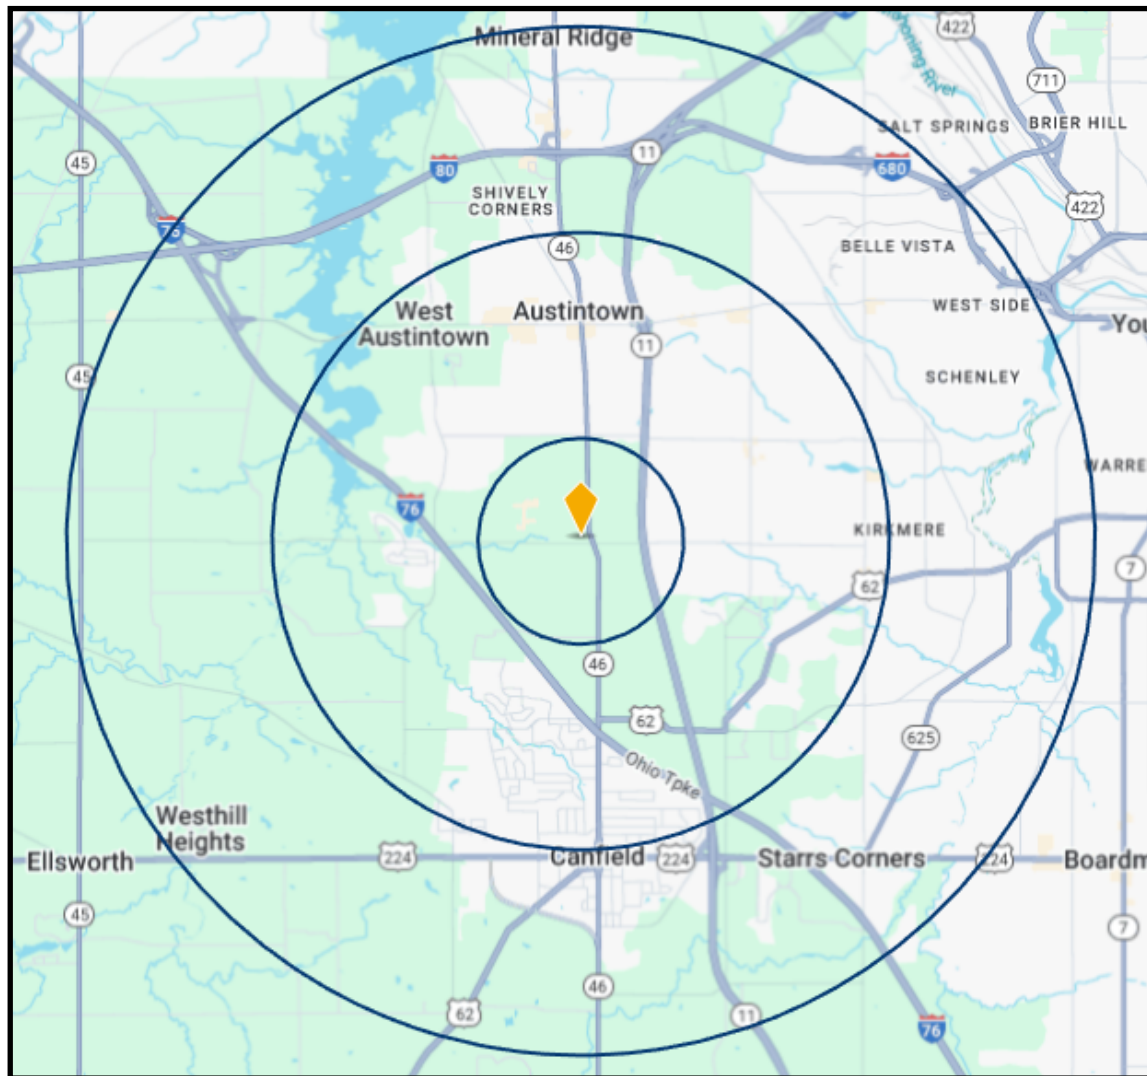 Mineral Ridge
Mahoning River
422
711
SALT SPRINGS
BRIER HILL
45
80
11
680
SHIVELY
CORNERS
422
76
46
BELLE VISTA
West
Austintown
Austintown
WEST SIDE
You
11
45
SCHENLEY
WARRE
76
KIRKMERE
7
62
46
62
625
Ohio Tpke
Westhill
Heights
Ellsworth
224
Canfield
224
Starrs Corners
224
Boardm
45
7
46
62
11
76